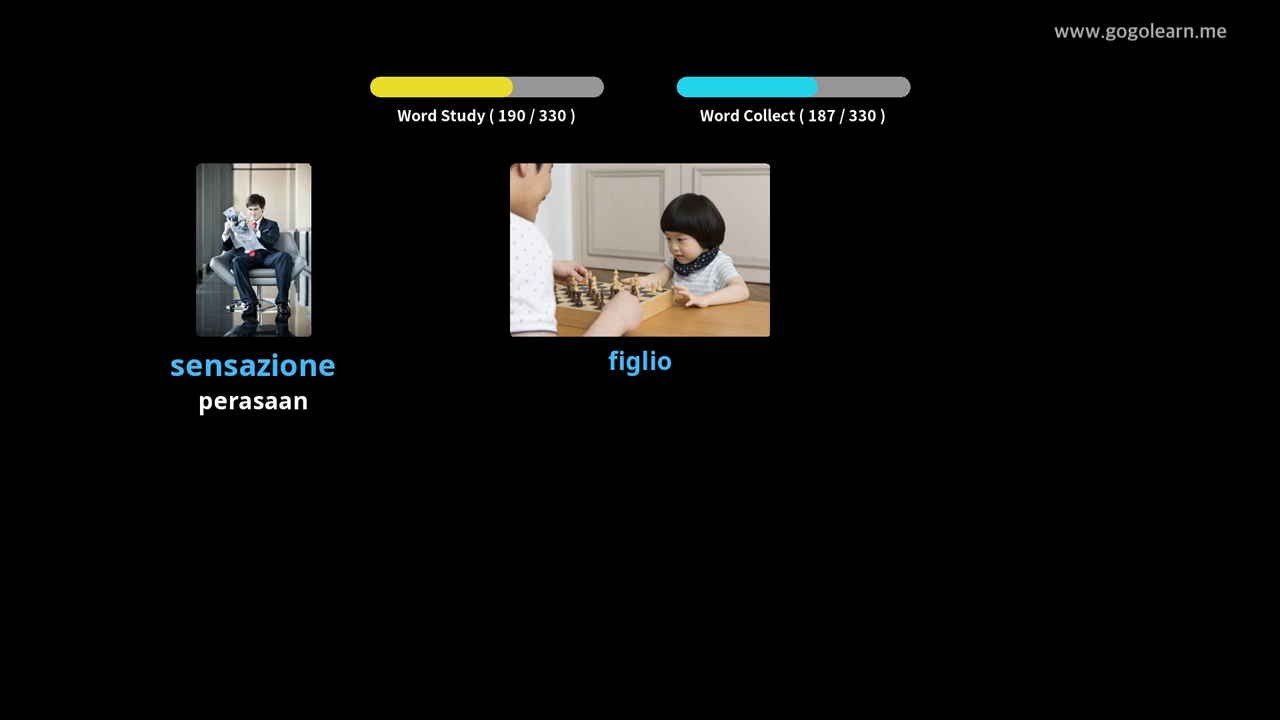 www.gogolearn.me
Word Study ( 190 / 330 )
Word Collect ( 187 / 330 )
sensazione
perasaan
figlio